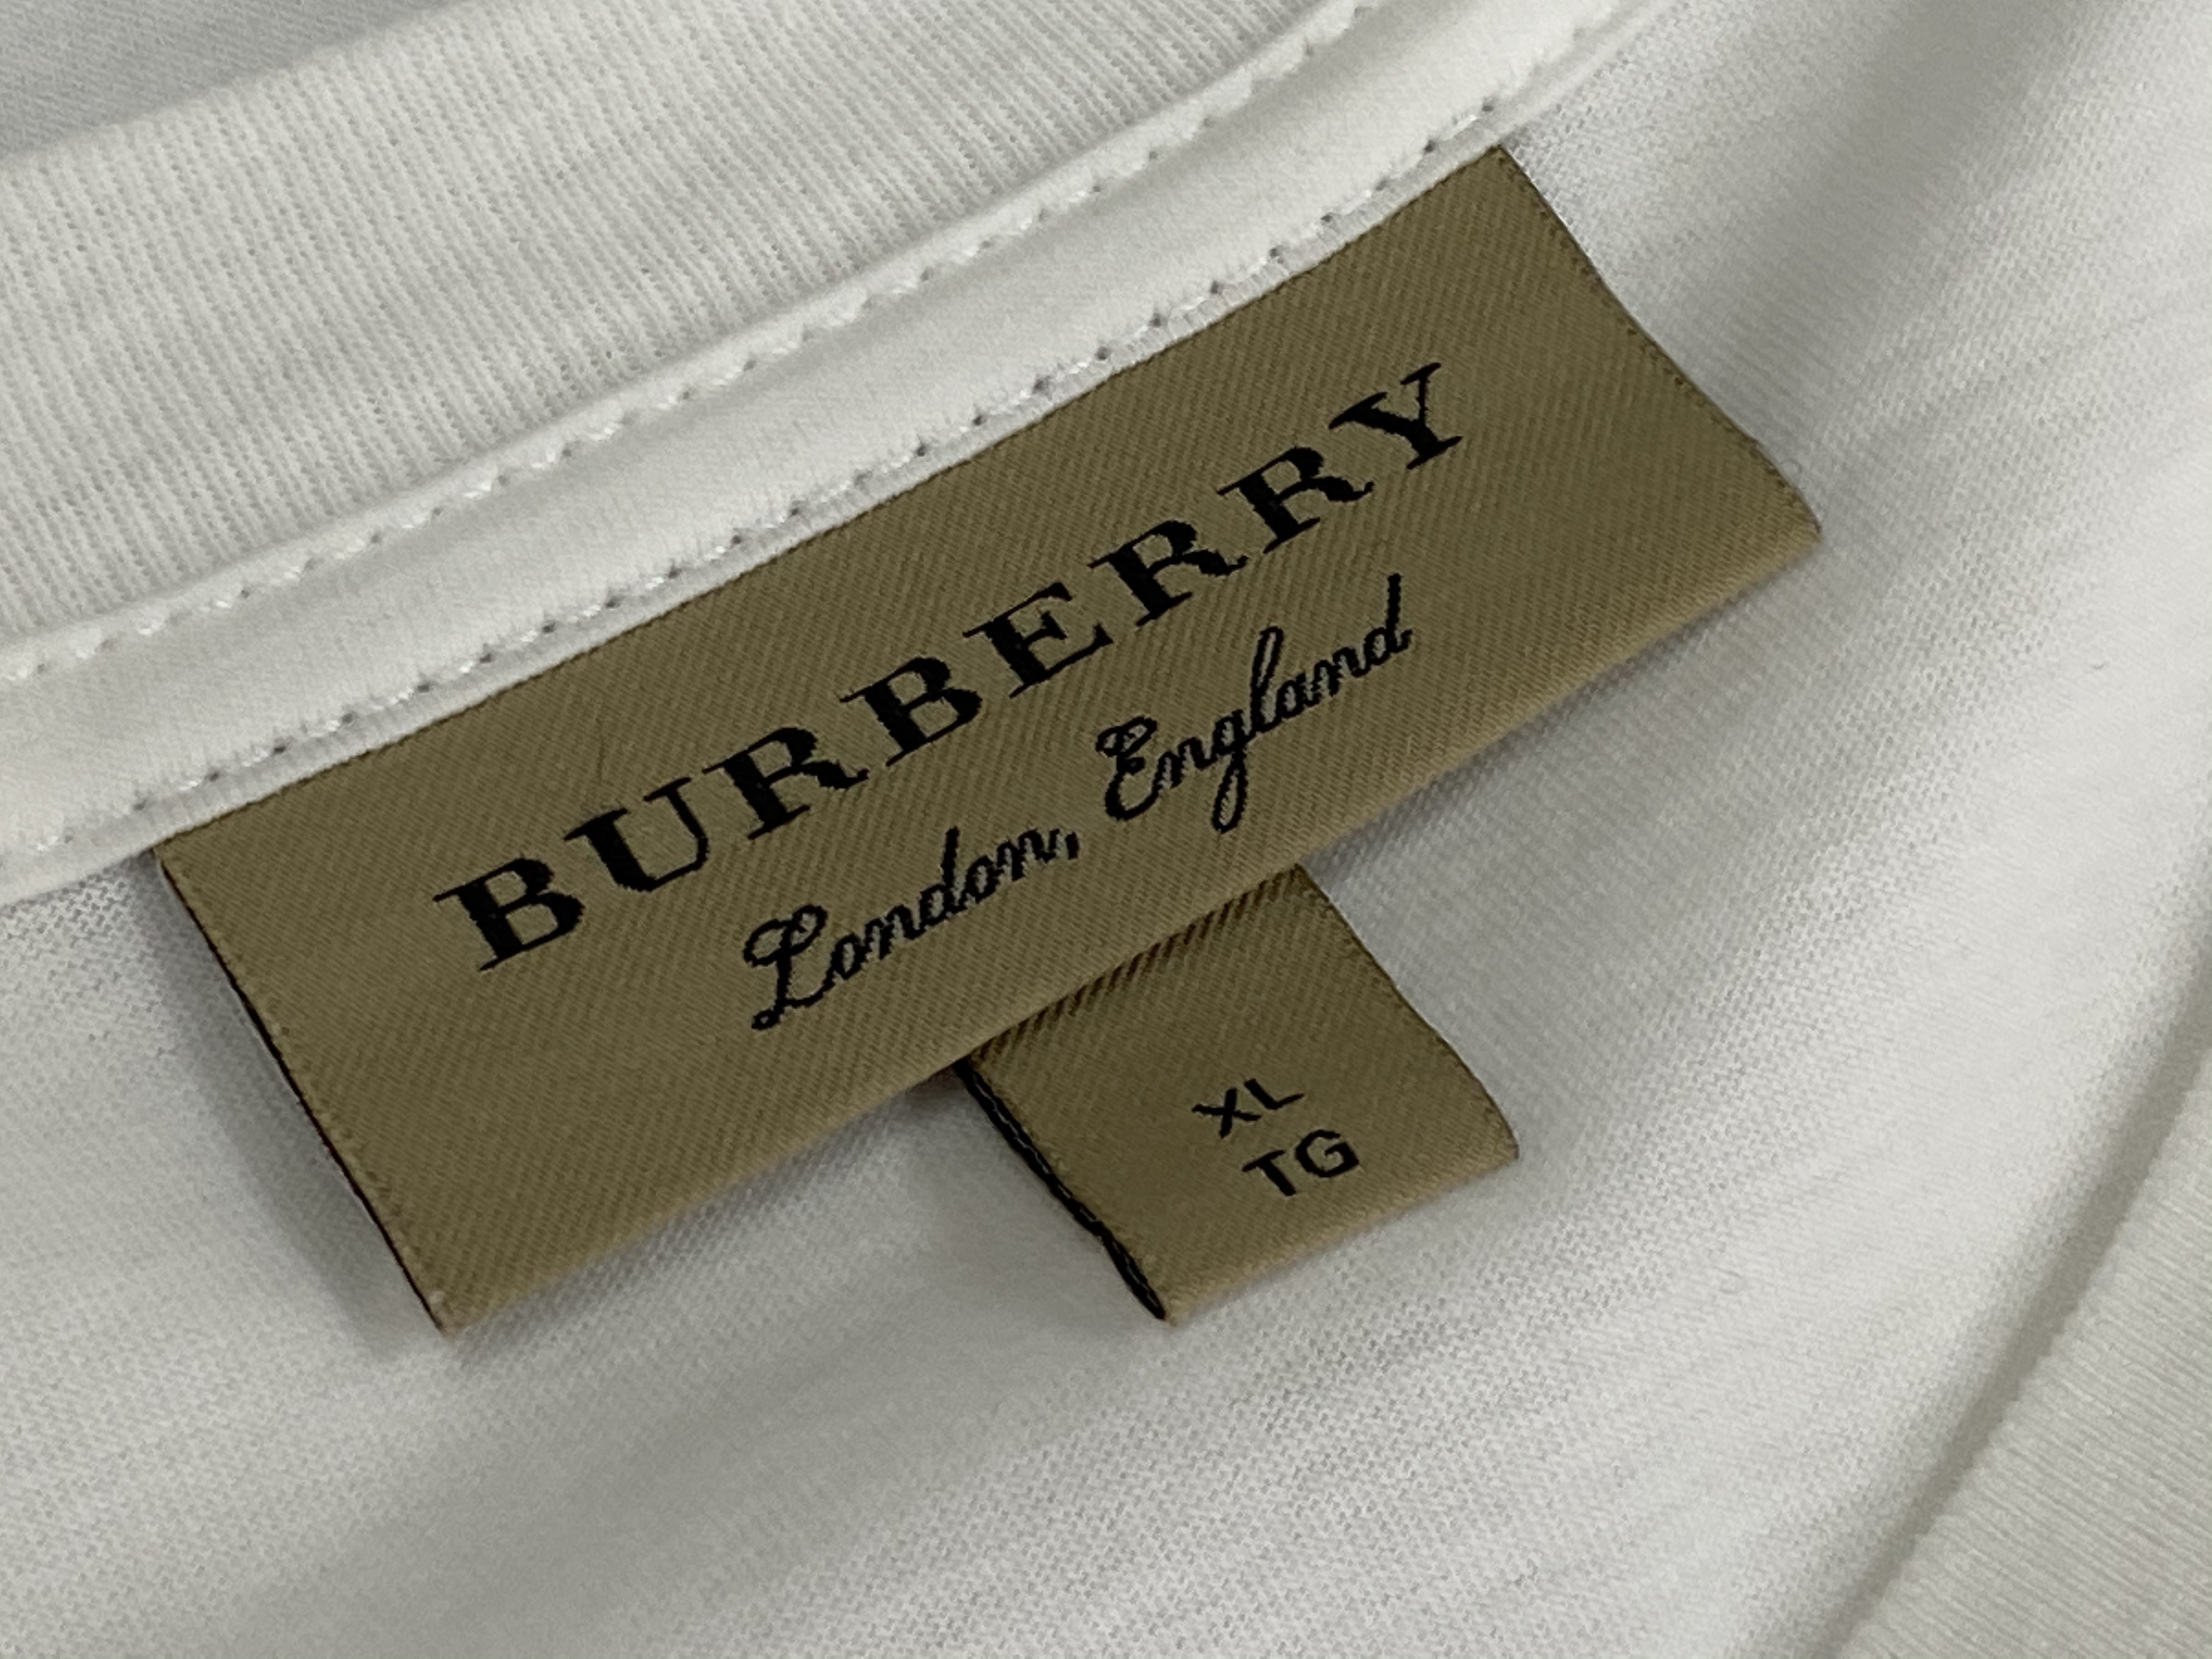 BURBERRY
London, England
XL
TG